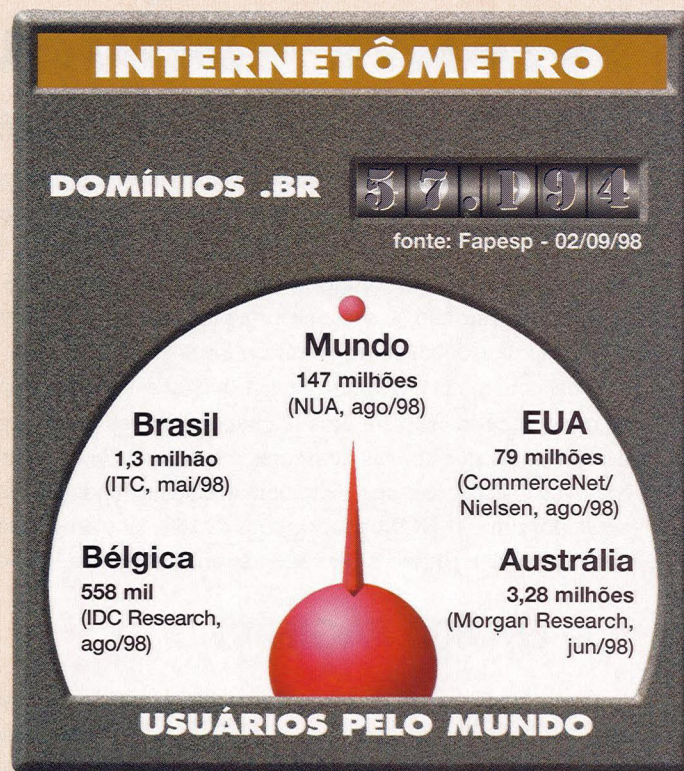 INTERNETÔMETRO
DOMÍNIOS .BR 57.194
fonte: Fapesp - 02/09/98
Mundo
147 milhões
(NUA, ago/98)
Brasil
1,3 milhão
(ITC, mai/98)
EUA
79 milhões
(CommerceNet/
Nielsen, ago/98)
Bélgica
558 mil
(IDC Research,
ago/98)
Austrália
3,28 milhões
(Morgan Research,
jun/98)
USUÁRIOS PELO MUNDO